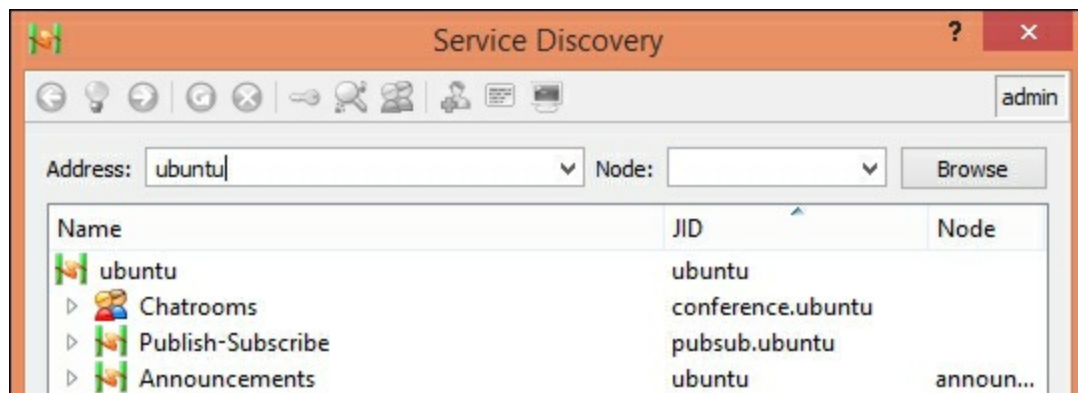 Service Discovery ? ×
admin
Address: ubuntu Node: Browse
Name JID Node
ubuntu ubuntu
Chatrooms conference.ubuntu
Publish-Subscribe pubsub.ubuntu
Announcements ubuntu announ...